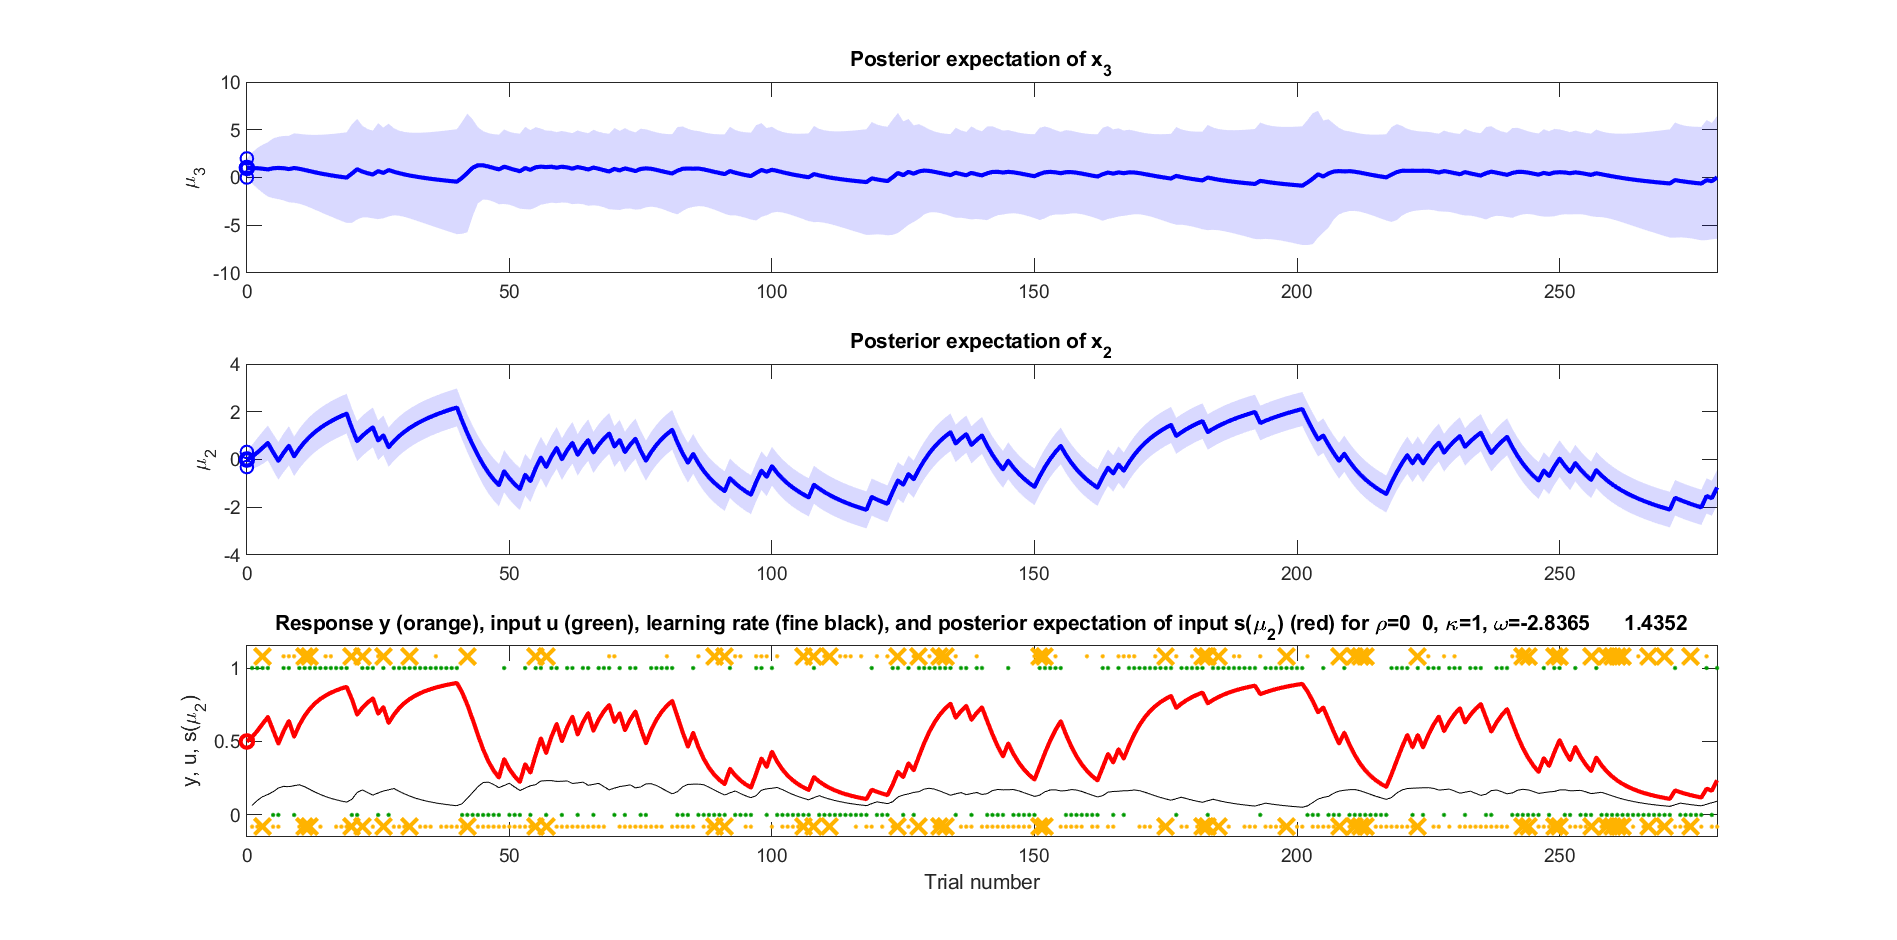 Posterior expectation of x3
10
5
0
-5
-10
μ3
0 50 100 150 200 250
Posterior expectation of x2
4
2
0
-2
-4
μ2
0 50 100 150 200 250
Response y (orange), input u (green), learning rate (fine black), and posterior expectation of input s(μ2) (red) for ρ=0 0, κ=1, ω=-2.8365 1.4352
1
0.5
0
y, u, s(μ2)
0 50 100 150 200 250
Trial number